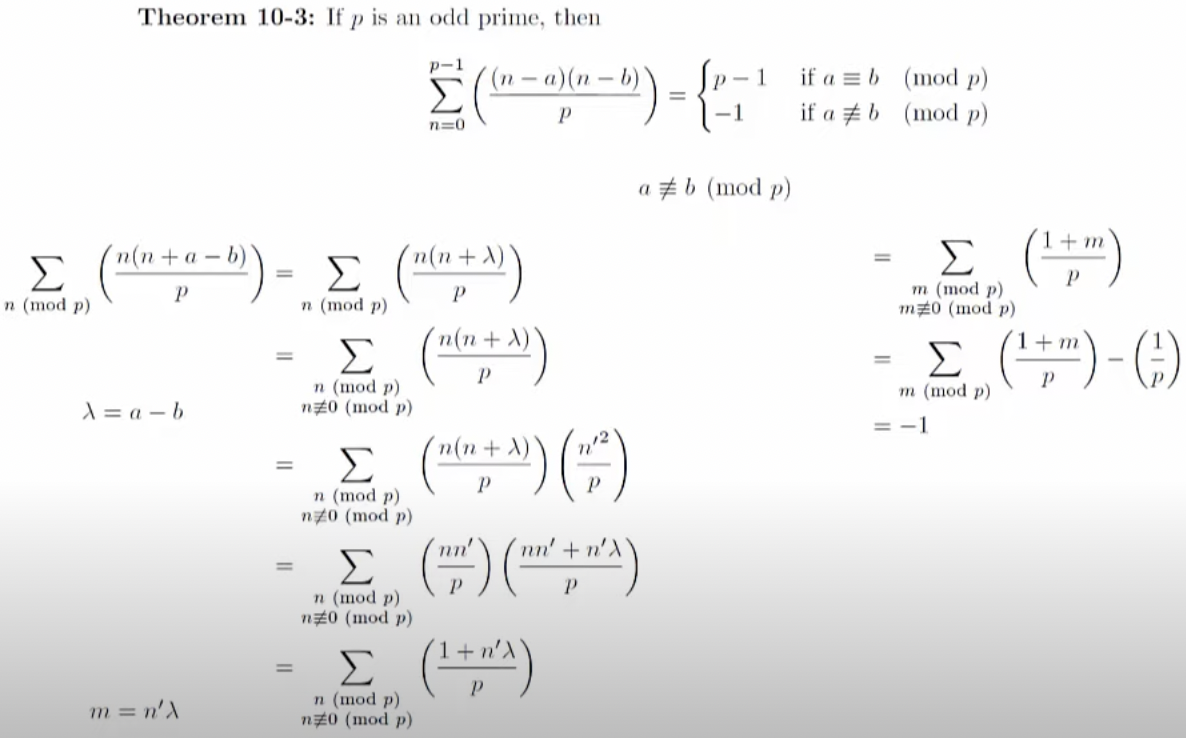 Theorem 10-3: If p is an odd prime, then
\sum_{n=0}^{p-1} \left(\frac{(n-a)(n-b)}{p}\right) = \begin{cases} p-1 & \text{if } a \equiv b \pmod{p} \\ -1 & \text{if } a \not\equiv b \pmod{p} \end{cases}
a \not\equiv b \pmod{p}
\sum_{n \pmod{p}} \left(\frac{n(n+a-b)}{p}\right) = \sum_{n \pmod{p}} \left(\frac{n(n+\lambda)}{p}\right)
= \sum_{\substack{n \pmod{p} \\ n \not\equiv 0 \pmod{p}}} \left(\frac{n(n+\lambda)}{p}\right)
\lambda = a - b
= \sum_{\substack{n \pmod{p} \\ n \not\equiv 0 \pmod{p}}} \left(\frac{n(n+\lambda)}{p}\right) \left(\frac{n'^2}{p}\right)
= \sum_{\substack{n \pmod{p} \\ n \not\equiv 0 \pmod{p}}} \left(\frac{nn'}{p}\right) \left(\frac{nn'+n'\lambda}{p}\right)
= \sum_{\substack{n \pmod{p} \\ n \not\equiv 0 \pmod{p}}} \left(\frac{1+n'\lambda}{p}\right)
m = n'\lambda
= \sum_{\substack{m \pmod{p} \\ m \not\equiv 0 \pmod{p}}} \left(\frac{1+m}{p}\right)
= \sum_{m \pmod{p}} \left(\frac{1+m}{p}\right) - \left(\frac{1}{p}\right)
= -1